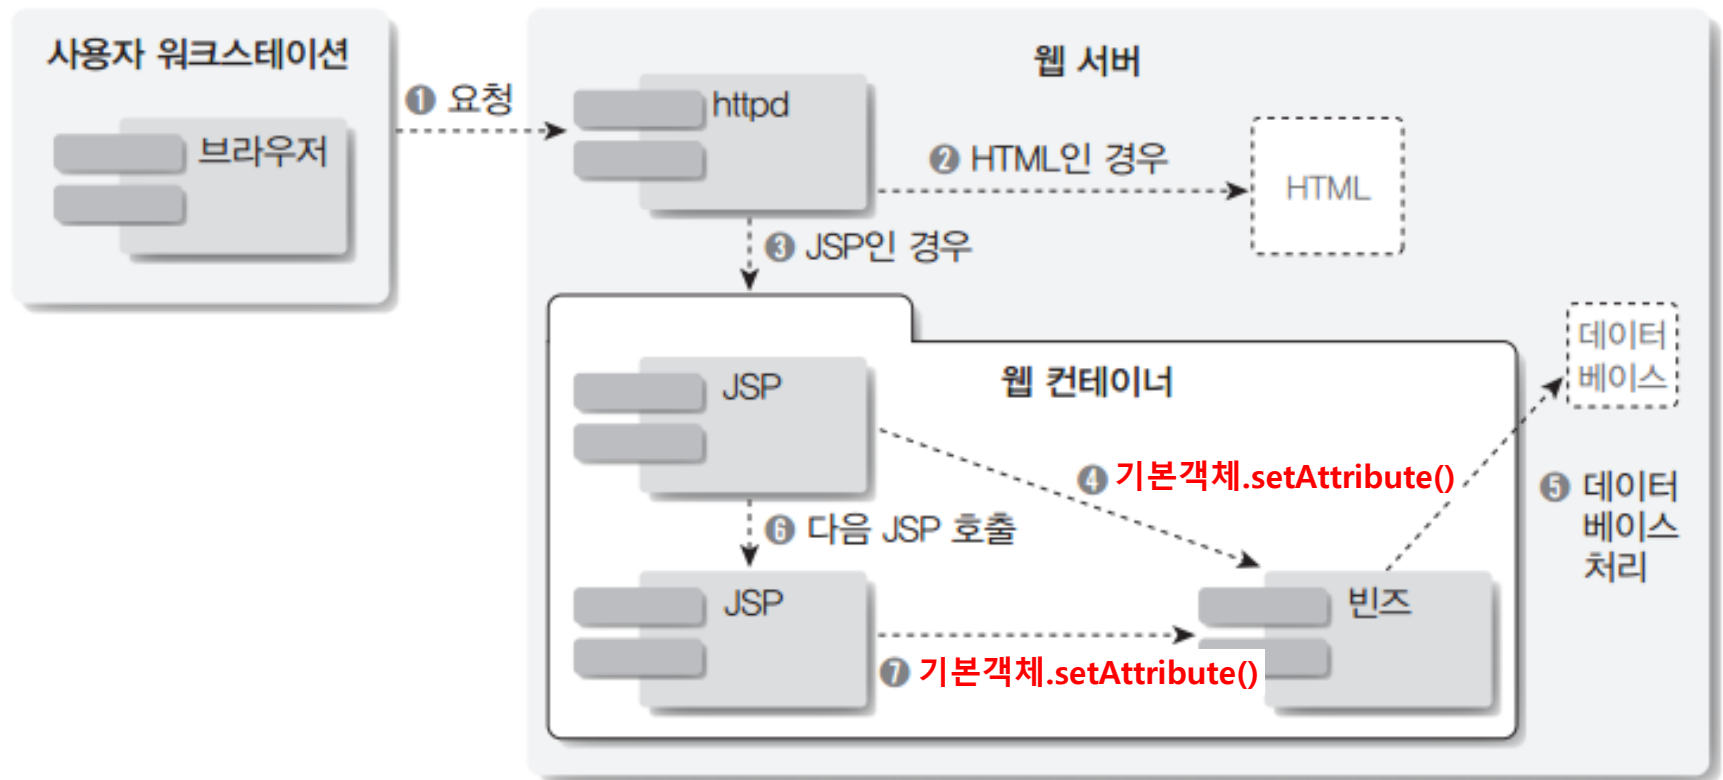 사용자 워크스테이션
브라우저
❶ 요청
웹 서버
httpd
❷ HTML인 경우
HTML
❸ JSP인 경우
웹 컨테이너
JSP
❹ 기본객체.setAttribute()
데이터
베이스
❺ 데이터
베이스
처리
❻ 다음 JSP 호출
JSP
❼ 기본객체.setAttribute()
빈즈